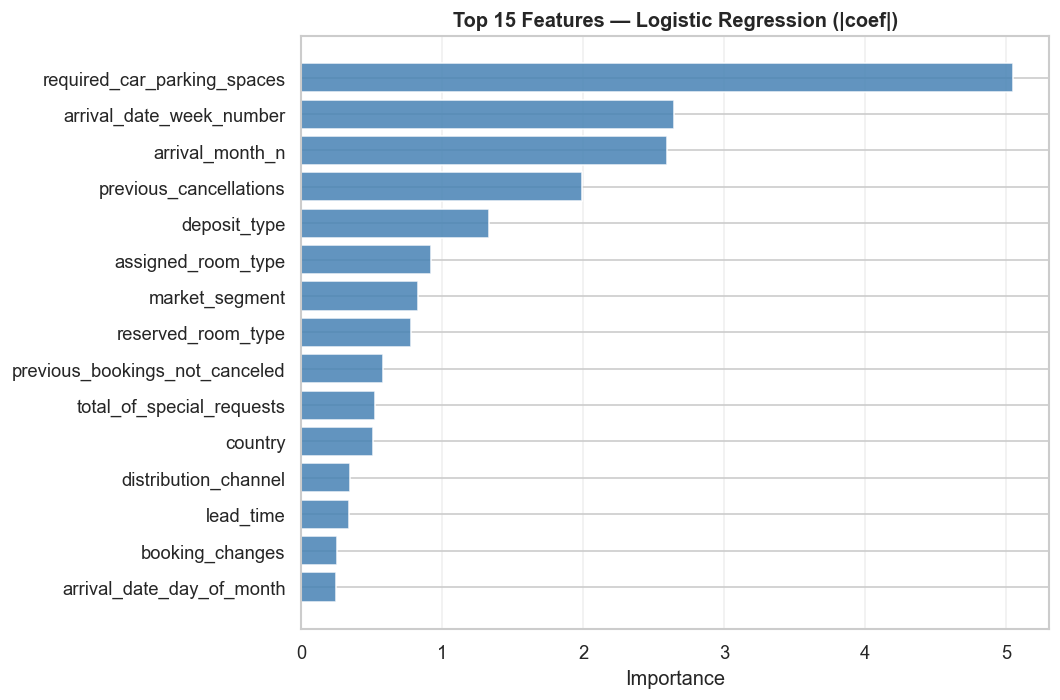 Top 15 Features — Logistic Regression (|coef|)
required_car_parking_spaces
arrival_date_week_number
arrival_month_n
previous_cancellations
deposit_type
assigned_room_type
market_segment
reserved_room_type
previous_bookings_not_canceled
total_of_special_requests
country
distribution_channel
lead_time
booking_changes
arrival_date_day_of_month
0 1 2 3 4 5
Importance